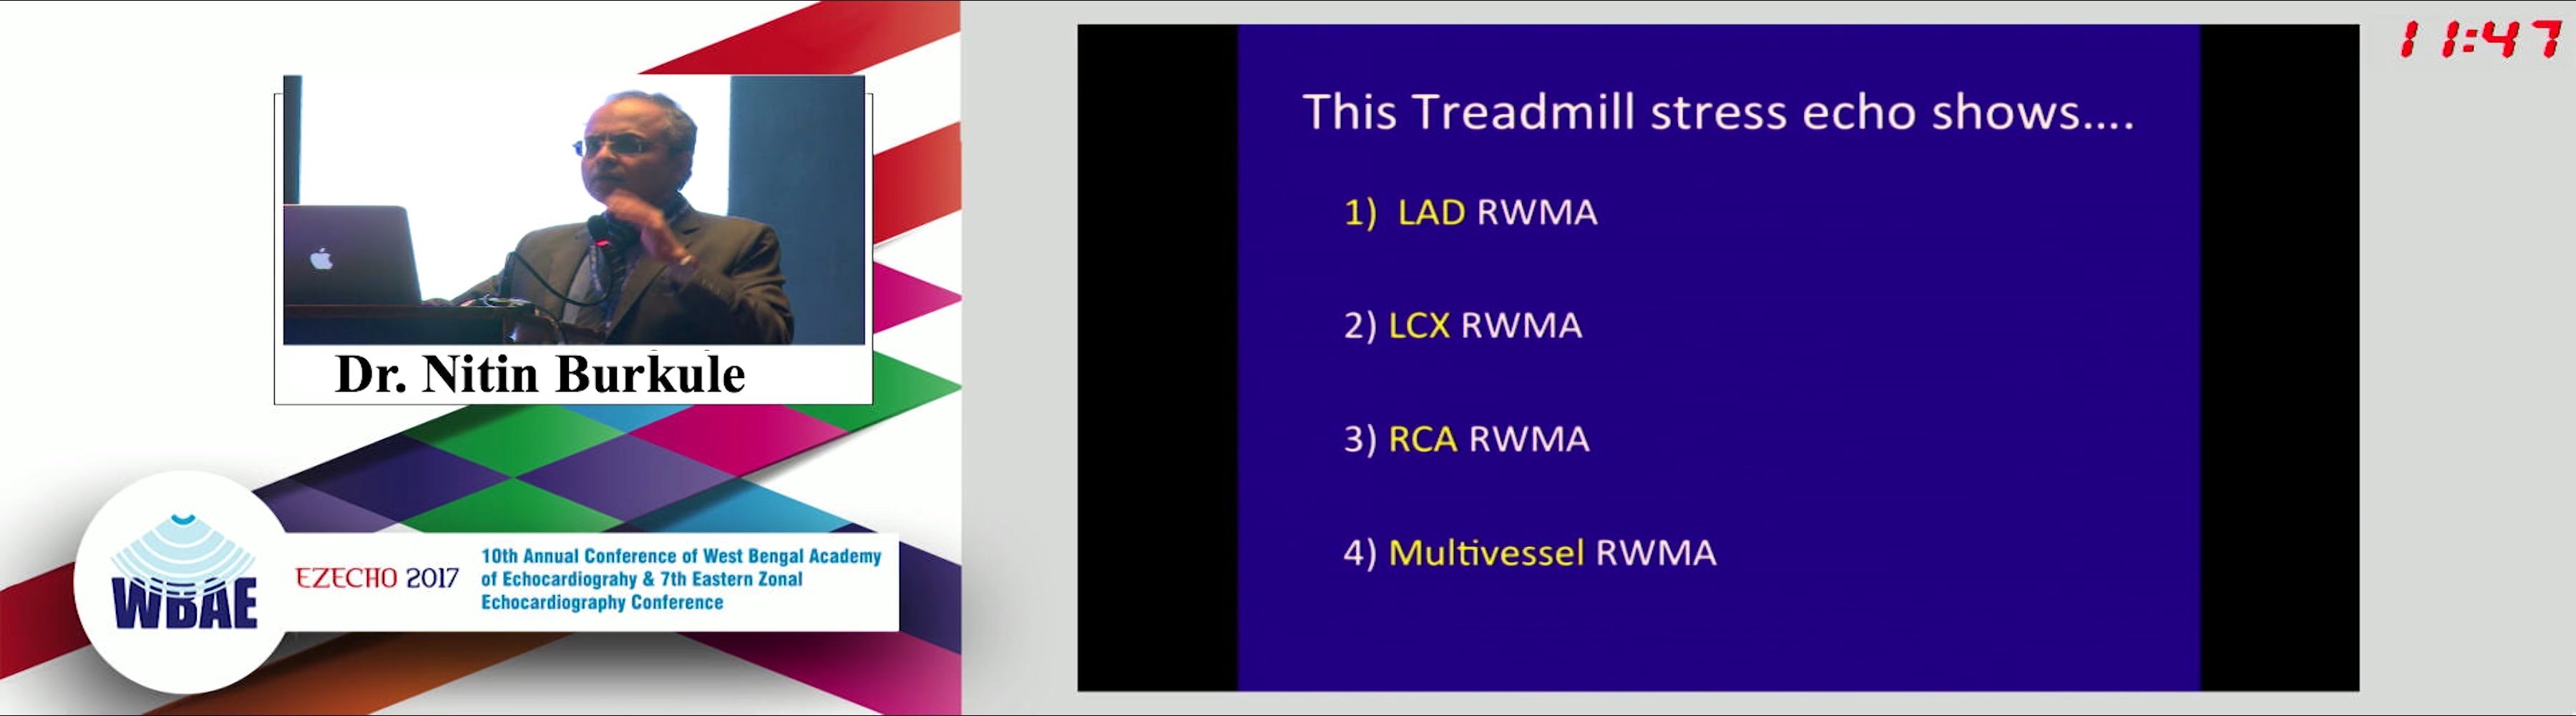 Dr. Nitin Burkule
WBAE
EZECHO 2017
10th Annual Conference of West Bengal Academy
of Echocardiograhy & 7th Eastern Zonal
Echocardiography Conference
This Treadmill stress echo shows....
1) LAD RWMA
2) LCX RWMA
3) RCA RWMA
4) Multivessel RWMA
11:47